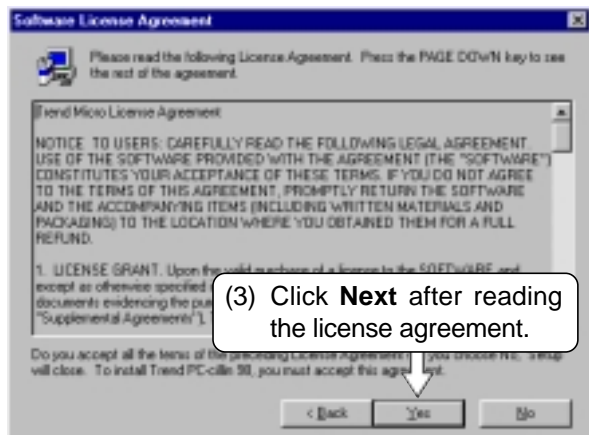 Software License Agreement
Please read the following License Agreement. Press the PAGE DOWN key to see
the rest of the agreement.
Trend Micro License Agreement
NOTICE TO USERS: CAREFULLY READ THE FOLLOWING LEGAL AGREEMENT.
USE OF THE SOFTWARE PROVIDED WITH THE AGREEMENT (THE "SOFTWARE")
CONSTITUTES YOUR ACCEPTANCE OF THESE TERMS. IF YOU DO NOT AGREE
TO THE TERMS OF THIS AGREEMENT, PROMPTLY RETURN THE SOFTWARE
AND THE ACCOMPANYING ITEMS (INCLUDING WRITTEN MATERIALS AND
PACKAGING) TO THE LOCATION WHERE YOU OBTAINED THEM FOR A FULL
REFUND.
1. LICENSE GRANT. Upon the valid purchase of a license to the SOFTWARE and
except as otherwise specified
documents evidencing the
"Supplemental Agreements"),
(3) Click Next after reading
the license agreement.
Do you accept all the terms of the preceding License Agreement? If you choose No, Setup
will close. To install Trend PC-cillin 98, you must accept this agreement.
< Back
Yes
No